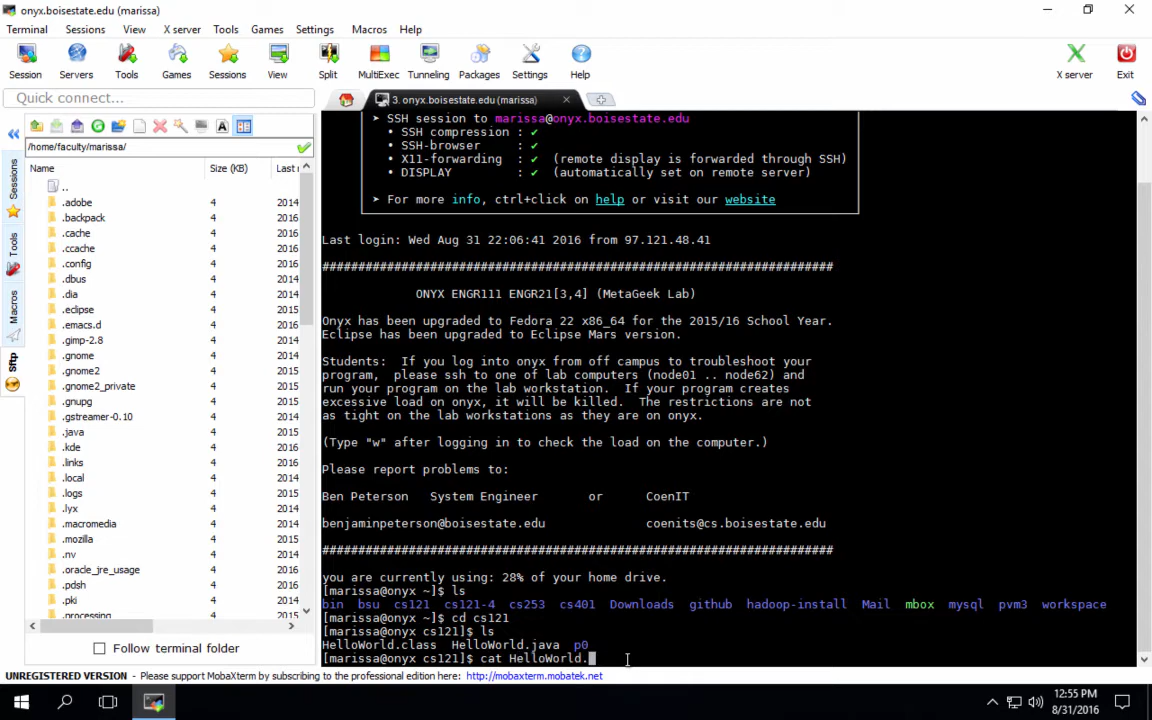 onyx.boisestate.edu (marissa)
Terminal Sessions View X server Tools Games Settings Macros Help
Session Servers Tools Games Sessions View Split MultiExec Tunneling Packages Settings Help X server Exit
Quick connect...
3. onyx.boisestate.edu (marissa)
/home/faculty/marissa/
Name Size (KB) Last r
..
.adobe 4 2014
.backpack 4 2016
.cache 4 2016
.ccache 4 2016
.config 4 2014
.dbus 4 2014
.dia 4 2014
.eclipse 4 2015
.emacs.d 4 2014
.gimp-2.8 4 2014
.gnome 4 2014
.gnome2 4 2014
.gnome2_private 4 2014
.gnupg 4 2015
.gstreamer-0.10 4 2014
.java 4 2015
.kde 4 2014
.links 4 2016
.local 4 2014
.logs 4 2015
.lyx 4 2014
.macromedia 4 2014
.mozilla 4 2015
.nv 4 2014
.oracle_jre_usage 4 2016
.pdsh 4 2014
.pki 4 2014
.processing 4 2015
Follow terminal folder
Sessions
Tools
Macros
Sftp
➤ SSH session to marissa@onyx.boisestate.edu
• SSH compression : ✔
• SSH-browser : ✔
• X11-forwarding : ✔ (remote display is forwarded through SSH)
• DISPLAY : ✔ (automatically set on remote server)
➤ For more info, ctrl+click on help or visit our website
Last login: Wed Aug 31 22:06:41 2016 from 97.121.48.41
#######################################################################
ONYX ENGR111 ENGR21[3,4] (MetaGeek Lab)
Onyx has been upgraded to Fedora 22 x86_64 for the 2015/16 School Year.
Eclipse has been upgraded to Eclipse Mars version.
Students: If you log into onyx from off campus to troubleshoot your
program, please ssh to one of lab computers (node01 .. node62) and
run your program on the lab workstation. If your program creates
excessive load on onyx, it will be killed. The restrictions are not
as tight on the lab workstations as they are on onyx.
(Type "w" after logging in to check the load on the computer.)
Please report problems to:
Ben Peterson System Engineer or CoenIT
benjaminpeterson@boisestate.edu coenits@cs.boisestate.edu
#######################################################################
you are currently using: 28% of your home drive.
[marissa@onyx ~]$ ls
bin bsu cs121 cs121-4 cs253 cs401 Downloads github hadoop-install Mail mbox mysql pvm3 workspace
[marissa@onyx ~]$ cd cs121
[marissa@onyx cs121]$ ls
HelloWorld.class HelloWorld.java p0
[marissa@onyx cs121]$ cat HelloWorld.
UNREGISTERED VERSION - Please support MobaXterm by subscribing to the professional edition here: http://mobaxterm.mobatek.net
12:55 PM
8/31/2016